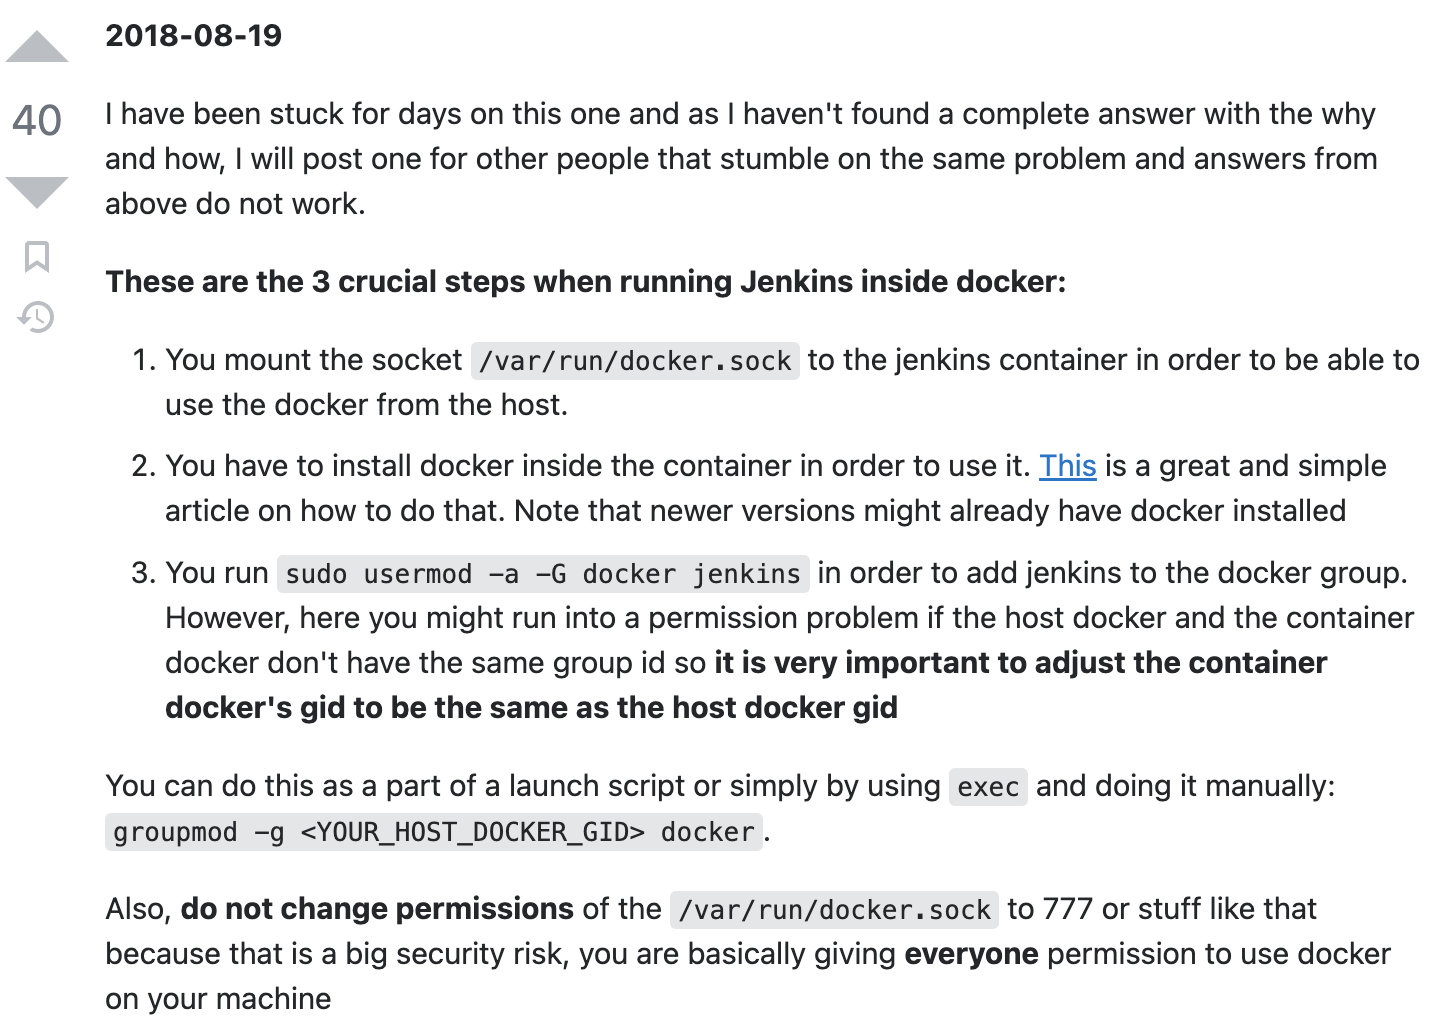 2018-08-19
40
I have been stuck for days on this one and as I haven't found a complete answer with the why
and how, I will post one for other people that stumble on the same problem and answers from
above do not work.
These are the 3 crucial steps when running Jenkins inside docker:
1. You mount the socket /var/run/docker.sock to the jenkins container in order to be able to
use the docker from the host.
2. You have to install docker inside the container in order to use it. This is a great and simple
article on how to do that. Note that newer versions might already have docker installed
3. You run sudo usermod -a -G docker jenkins in order to add jenkins to the docker group.
However, here you might run into a permission problem if the host docker and the container
docker don't have the same group id so it is very important to adjust the container
docker's gid to be the same as the host docker gid
You can do this as a part of a launch script or simply by using exec and doing it manually:
groupmod -g <YOUR_HOST_DOCKER_GID> docker.
Also, do not change permissions of the /var/run/docker.sock to 777 or stuff like that
because that is a big security risk, you are basically giving everyone permission to use docker
on your machine